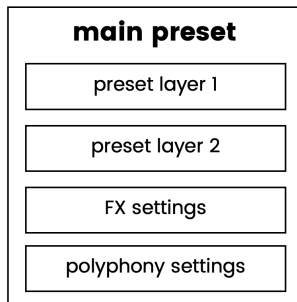 main preset
preset layer 1
preset layer 2
FX settings
polyphony settings